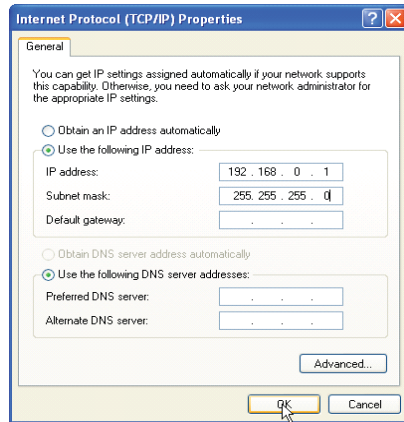 Internet Protocol (TCP/IP) Properties
General
You can get IP settings assigned automatically if your network supports
this capability. Otherwise, you need to ask your network administrator for
the appropriate IP settings.
Obtain an IP address automatically
Use the following IP address:
IP address: 192 . 168 . 0 . 1
Subnet mask: 255. 255. 255 . 0
Default gateway: . . .
Obtain DNS server address automatically
Use the following DNS server addresses:
Preferred DNS server: . . .
Alternate DNS server: . . .
Advanced...
OK Cancel